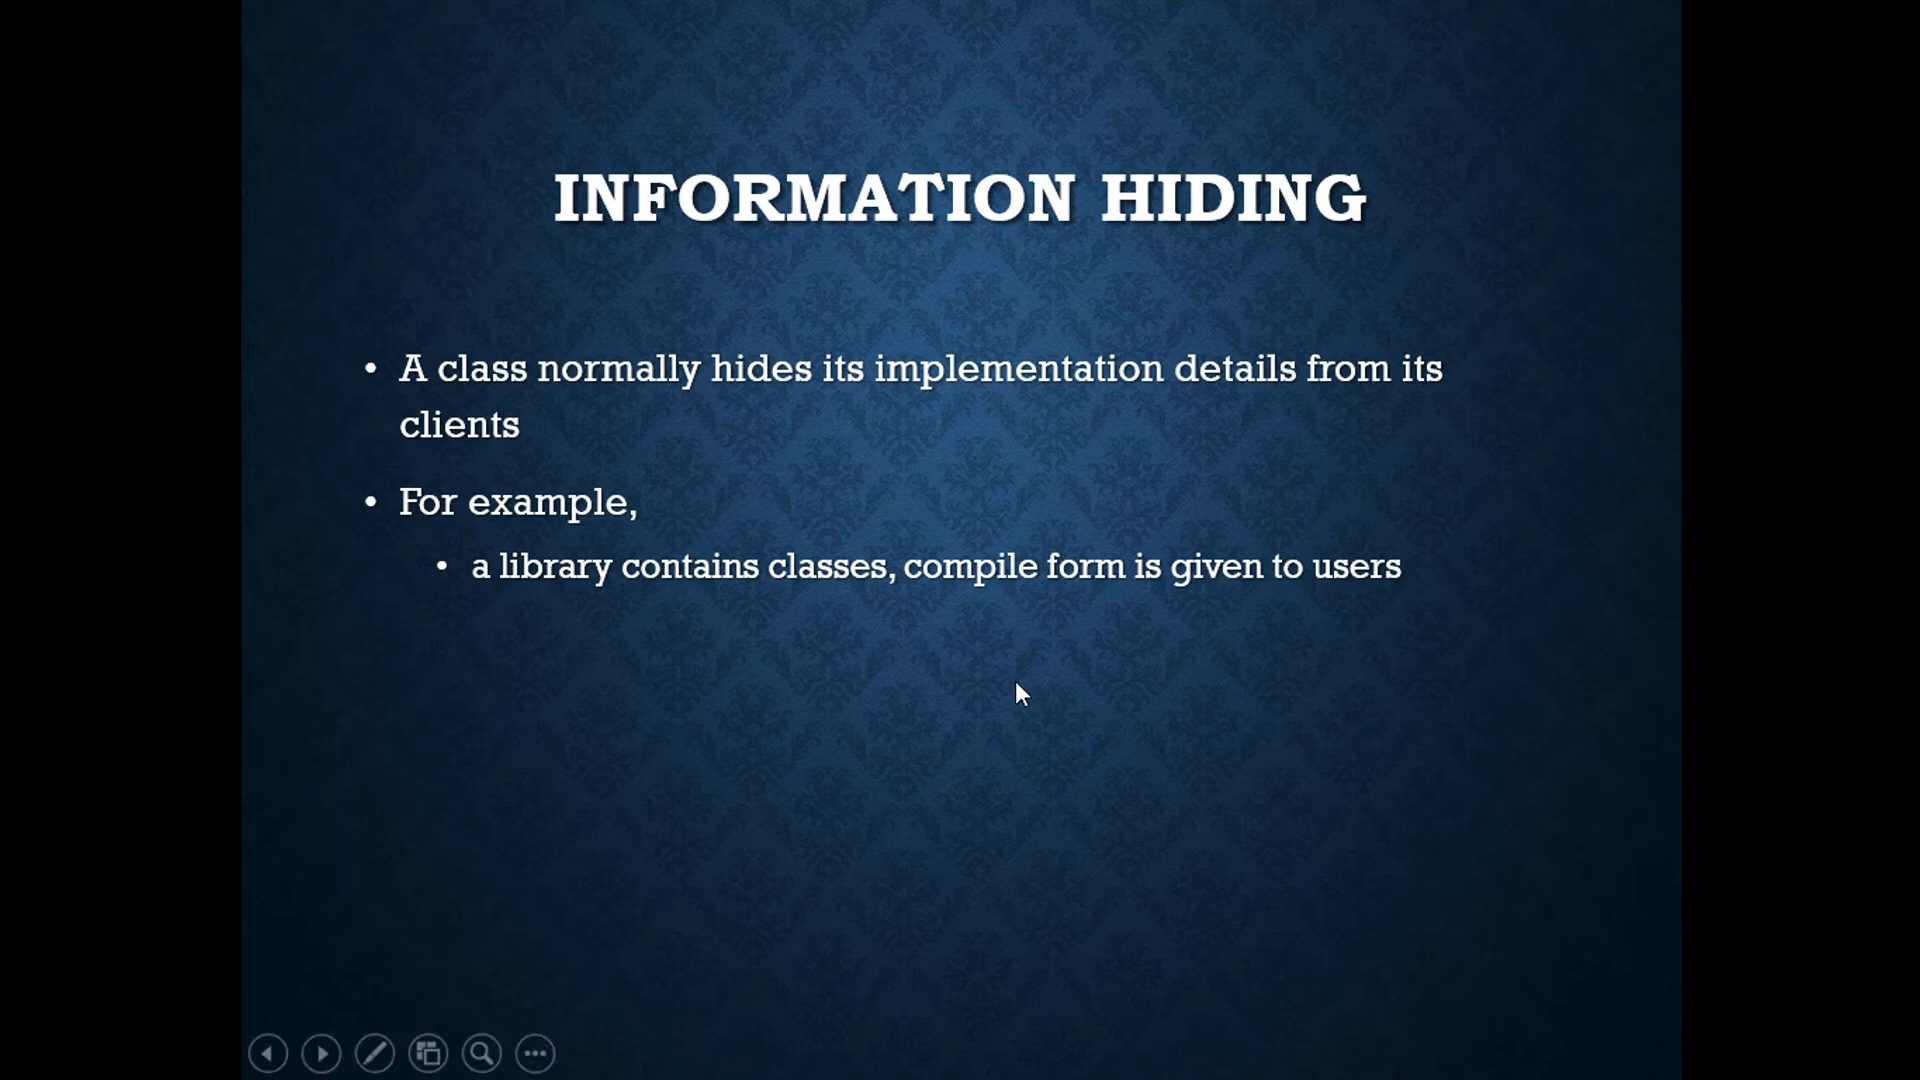 INFORMATION HIDING
• A class normally hides its implementation details from its
clients
• For example,
• a library contains classes, compile form is given to users